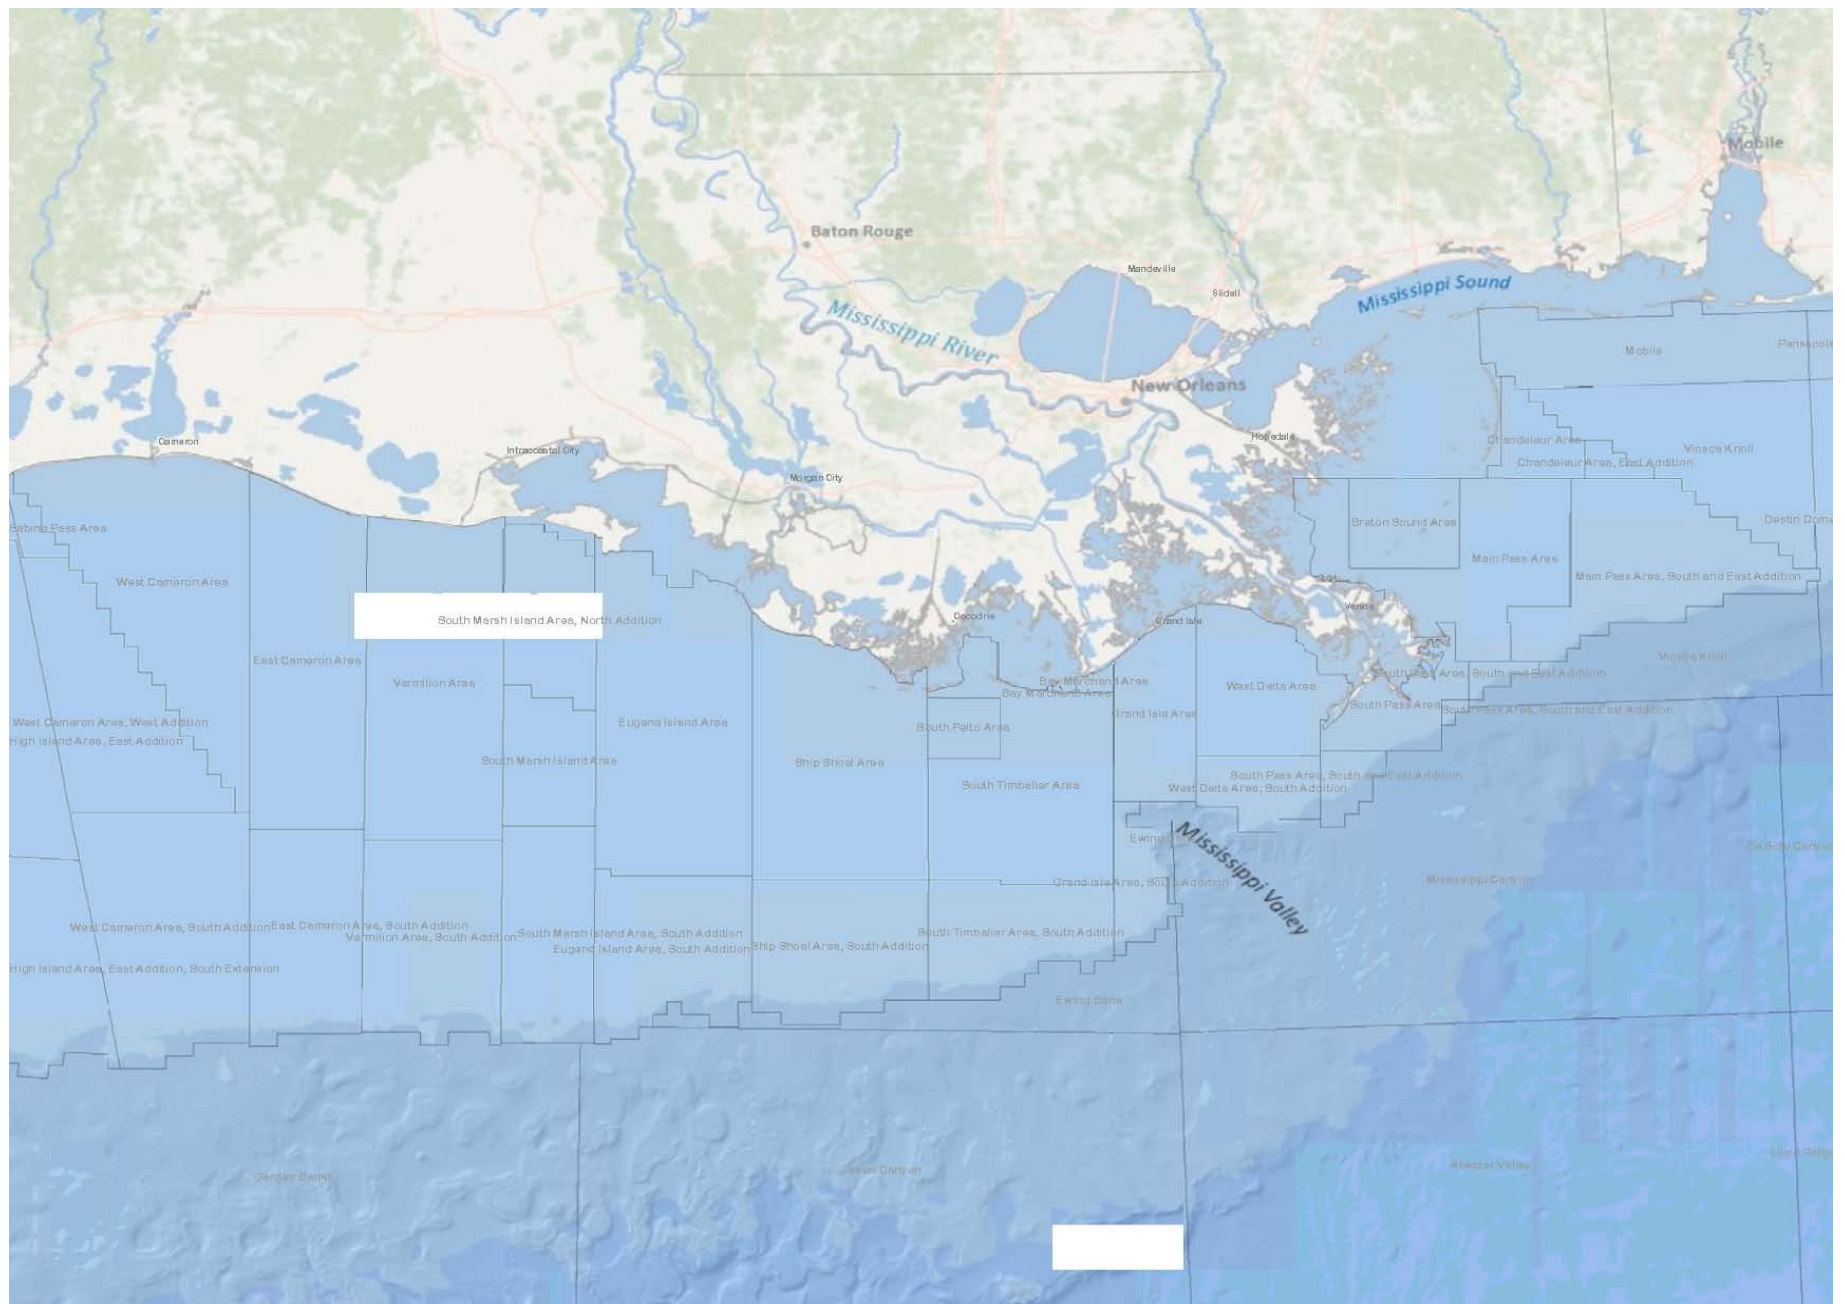 Mobile
Baton Rouge
Mandeville
Mississippi Sound
Slidell
Mississippi River
Mobile
Pensacola
New Orleans
Cameron
Hopedale
Chandeleur Area
Intracoastal City
Viosca Knoll
Chandeleur Area, East Addition
Morgan City
Destin Dome
Sabine Pass Area
Breton Sound Area
Main Pass Area
West Cameron Area
Main Pass Area, South and East Addition
Venice
South Marsh Island Area, North Addition
Cocodrie
Grand Isle
East Cameron Area
Viosca Knoll
South Pass Area, South and East Addition
Vermilion Area
Bay Marchand Area
West Delta Area
Bay Marchand Area
South Pass Area
South Pass Area, South and East Addition
Grand Isle Area
West Cameron Area, West Addition
Eugene Island Area
South Pelto Area
High Island Area, East Addition
South Marsh Island Area
Ship Shoal Area
South Pass Area, South and East Addition
South Timbalier Area
West Delta Area, South Addition
Ewing
Mississippi Valley
De Soto Canyon
Grand Isle Area, South Addition
Mississippi Canyon
West Cameron Area, South Addition
East Cameron Area, South Addition
Vermilion Area, South Addition
South Marsh Island Area, South Addition
Eugene Island Area, South Addition
Ship Shoal Area, South Addition
South Timbalier Area, South Addition
High Island Area, East Addition, South Extension
Ewing Bank
Garden Banks
Green Canyon
Atwater Valley
Lloyd Ridge